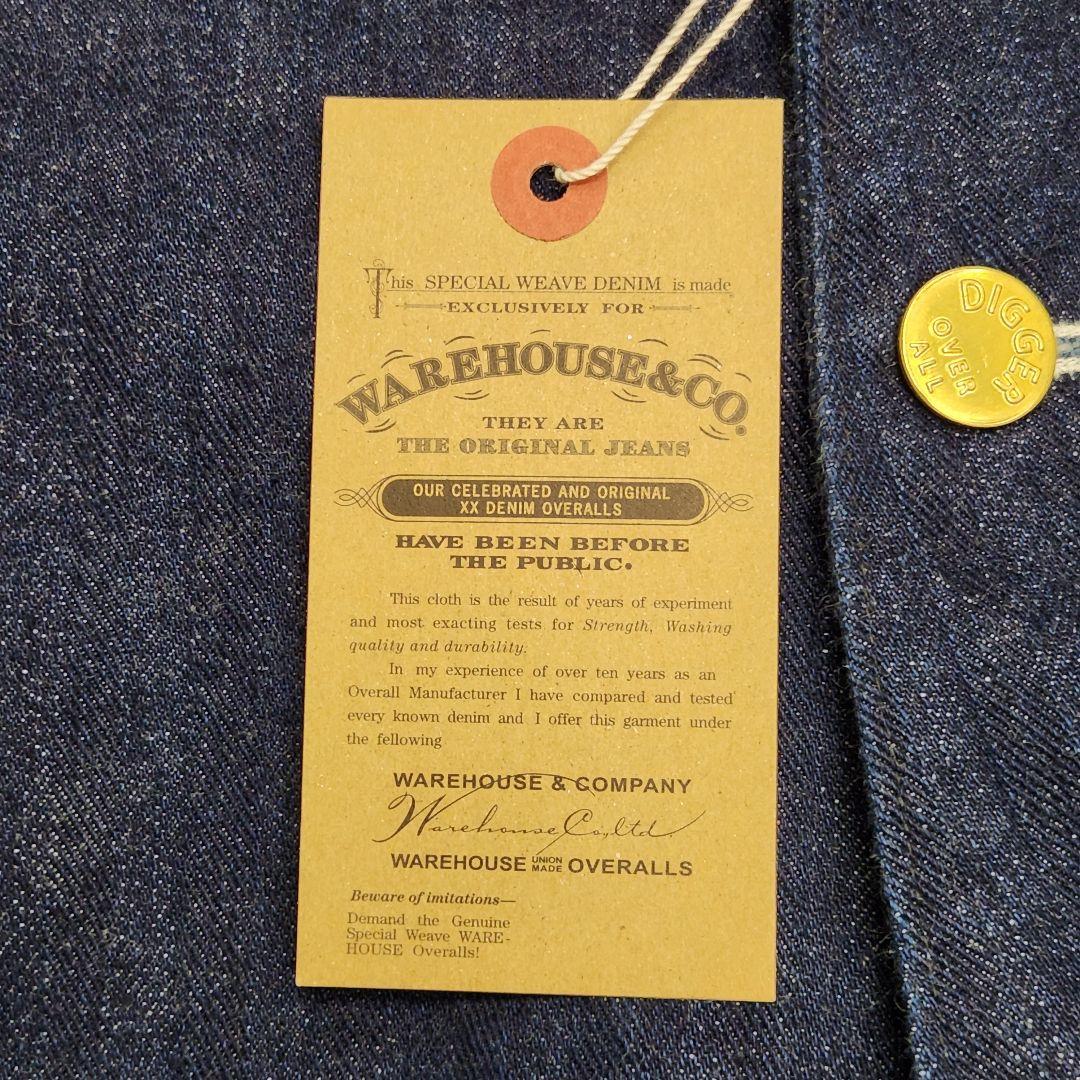 This SPECIAL WEAVE DENIM is made
EXCLUSIVELY FOR
WAREHOUSE&CO.
THEY ARE
THE ORIGINAL JEANS
OUR CELEBRATED AND ORIGINAL
XX DENIM OVERALLS
HAVE BEEN BEFORE
THE PUBLIC.
This cloth is the result of years of experiment
and most exacting tests for Strength, Washing
quality and durability.
In my experience of over ten years as an
Overall Manufacturer I have compared and tested
every known denim and I offer this garment under
the fellowing
WAREHOUSE & COMPANY
Warehouse Co,ltd
WAREHOUSE UNION MADE OVERALLS
Beware of imitations—
Demand the Genuine
Special Weave WARE-
HOUSE Overalls!
DIGGER
OVER
ALL